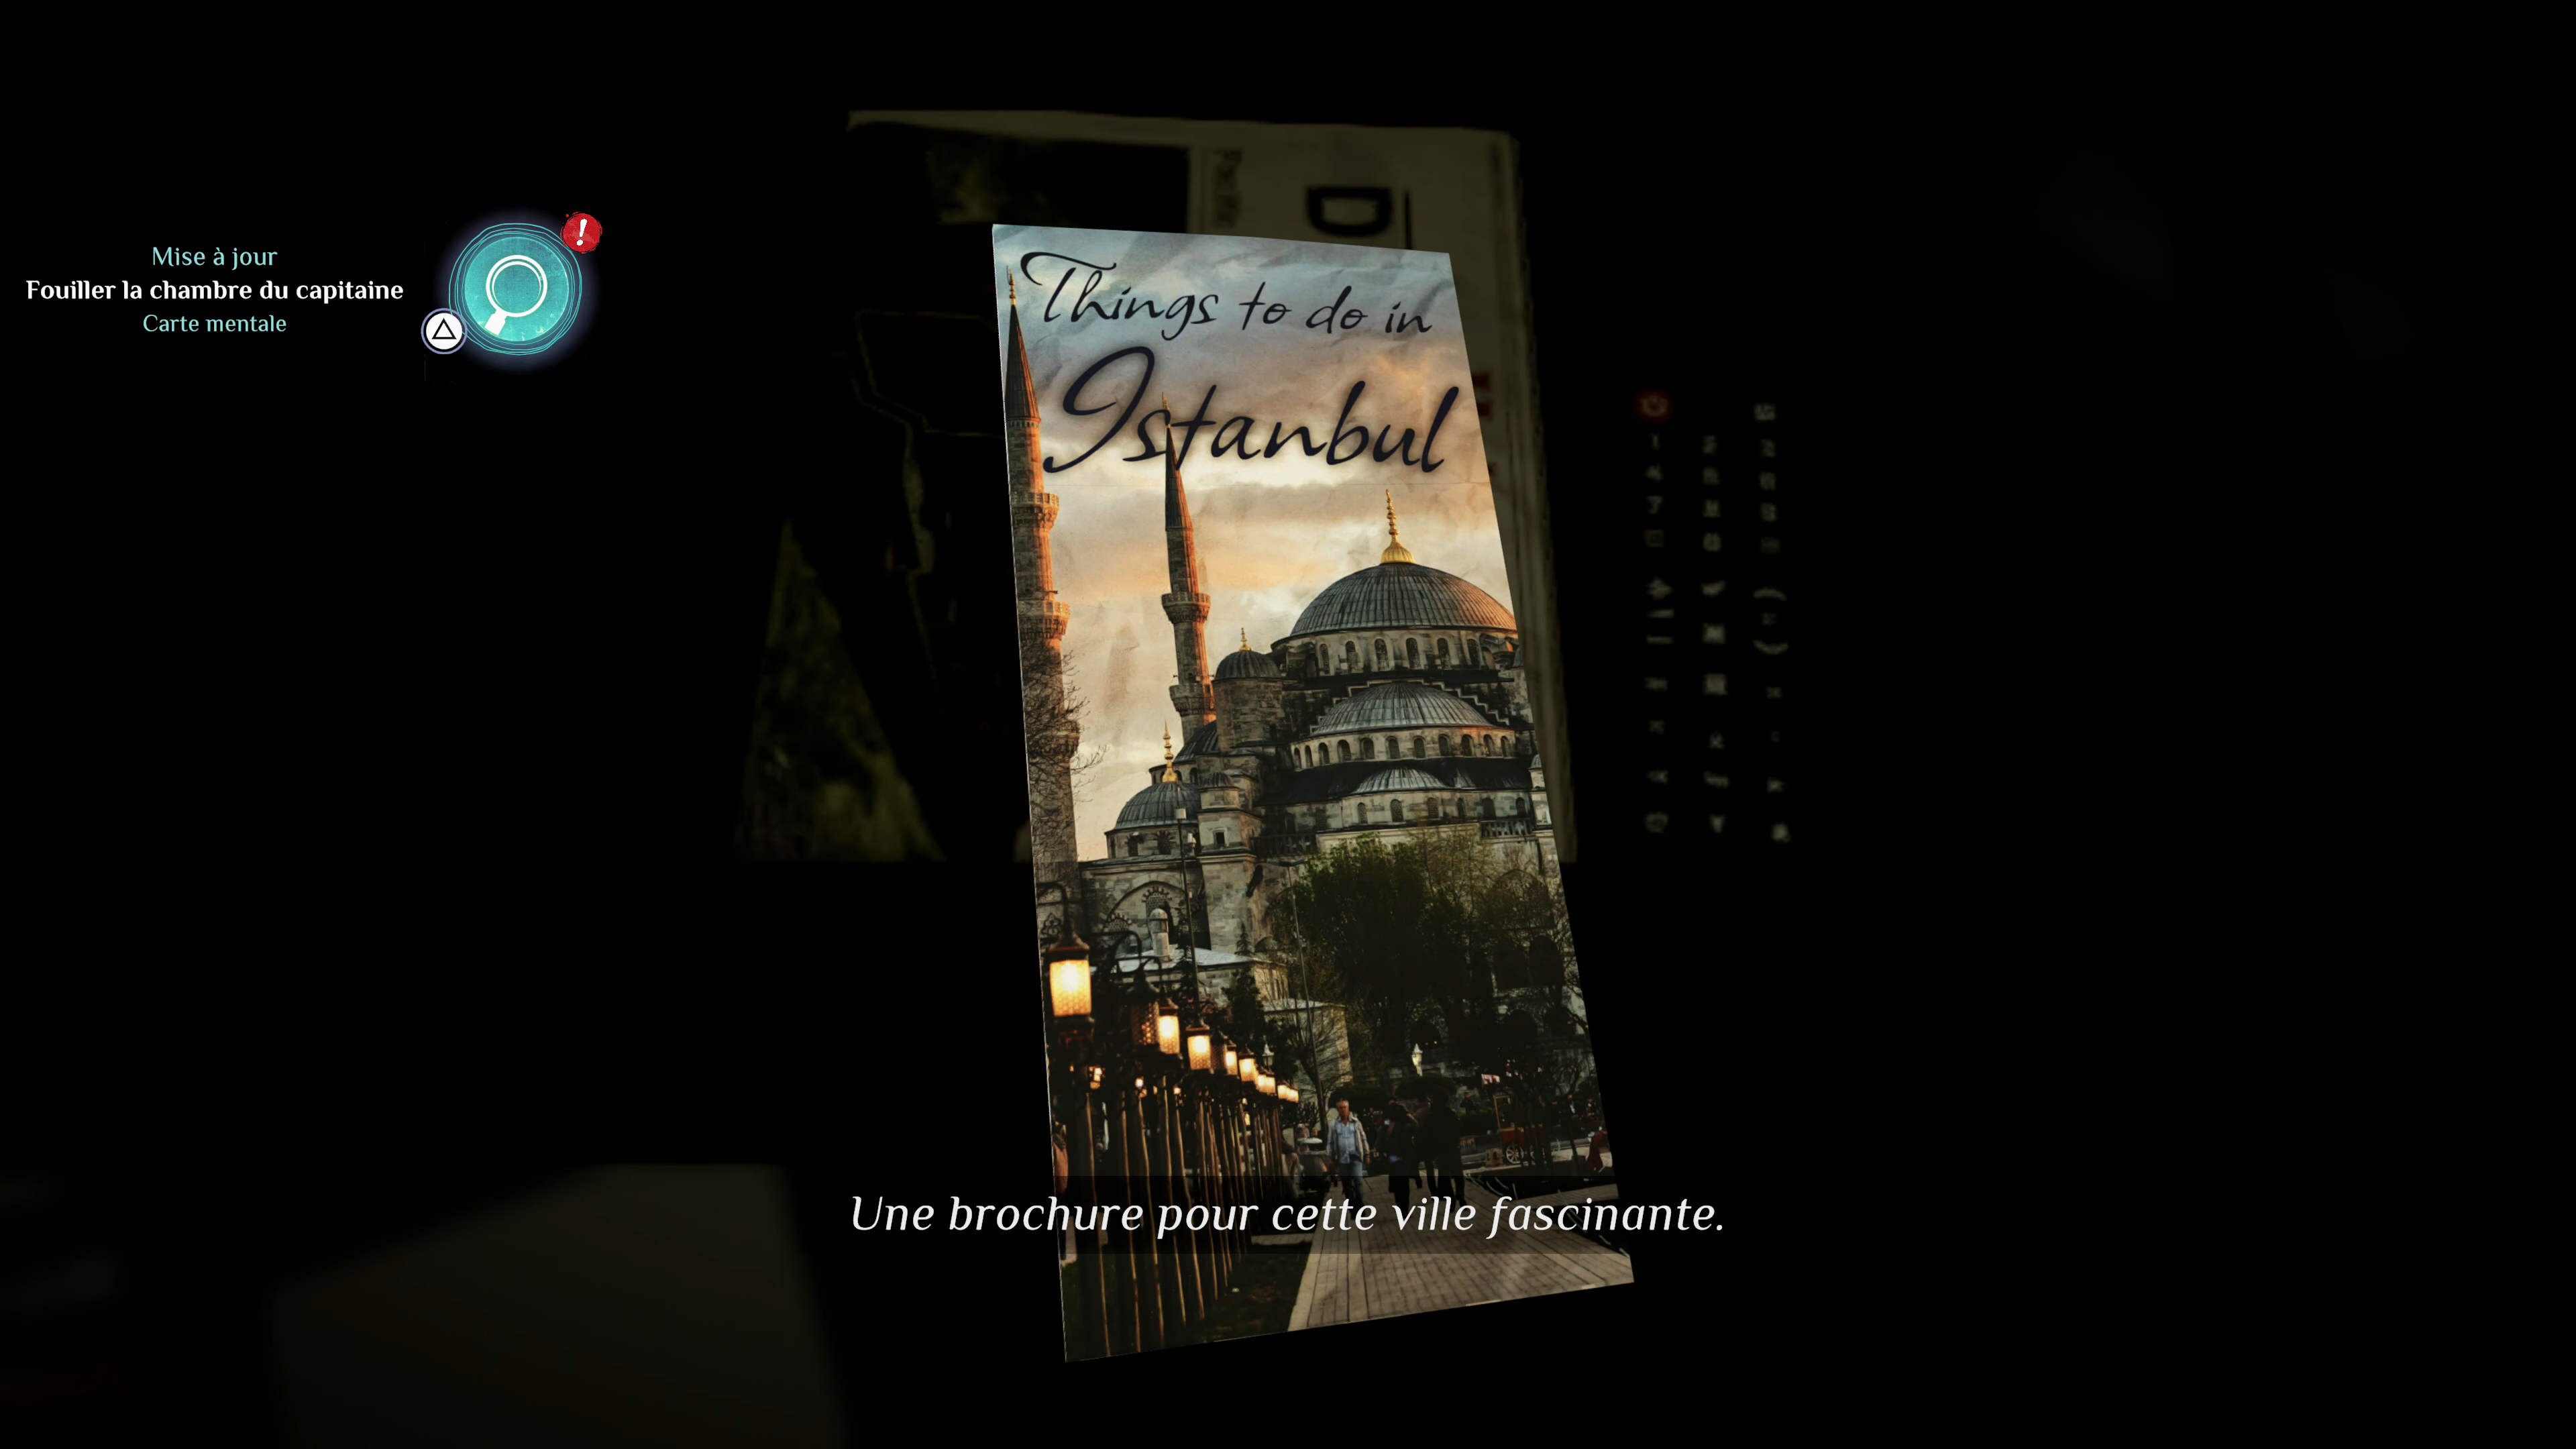 Mise à jour
Fouiller la chambre du capitaine
Carte mentale
Things to do in
Istanbul
Une brochure pour cette ville fascinante.